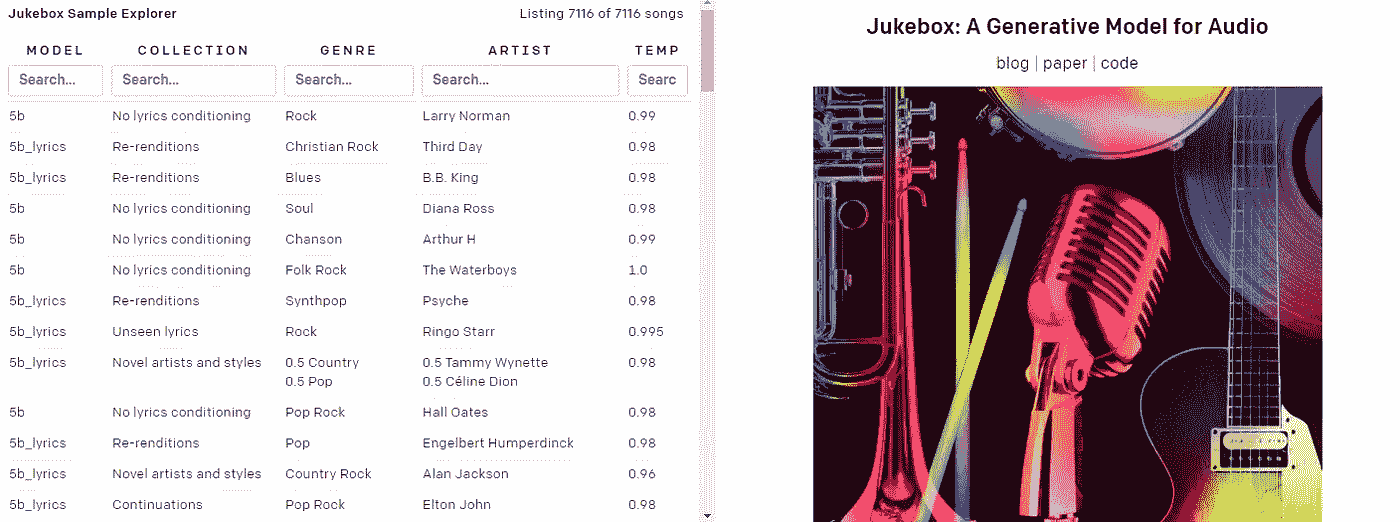 Jukebox Sample Explorer Listing 7116 of 7116 songs
MODEL COLLECTION GENRE ARTIST TEMP
Search... Search... Search... Search... Searc
5b No lyrics conditioning Rock Larry Norman 0.99
5b_lyrics Re-renditions Christian Rock Third Day 0.98
5b_lyrics Re-renditions Blues B.B. King 0.98
5b No lyrics conditioning Soul Diana Ross 0.98
5b No lyrics conditioning Chanson Arthur H 0.99
5b No lyrics conditioning Folk Rock The Waterboys 1.0
5b_lyrics Re-renditions Synthpop Psyche 0.98
5b_lyrics Unseen lyrics Rock Ringo Starr 0.995
5b_lyrics Novel artists and styles 0.5 Country 0.5 Tammy Wynette 0.98
0.5 Pop 0.5 Céline Dion
5b No lyrics conditioning Pop Rock Hall Oates 0.98
5b_lyrics Re-renditions Pop Engelbert Humperdinck 0.98
5b_lyrics Novel artists and styles Country Rock Alan Jackson 0.96
5b_lyrics Continuations Pop Rock Elton John 0.98
Jukebox: A Generative Model for Audio
blog | paper | code